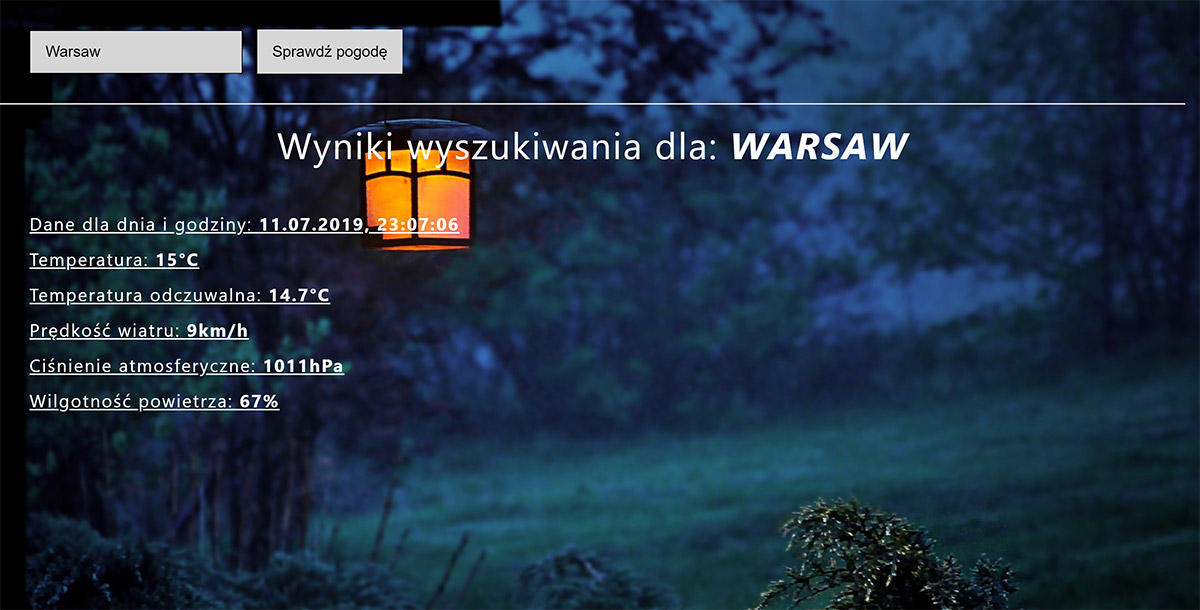 Warsaw
Sprawdź pogodę
Wyniki wyszukiwania dla: WARSAW
Dane dla dnia i godziny: 11.07.2019, 23:07:06
Temperatura: 15°C
Temperatura odczuwalna: 14.7°C
Prędkość wiatru: 9km/h
Ciśnienie atmosferyczne: 1011hPa
Wilgotność powietrza: 67%